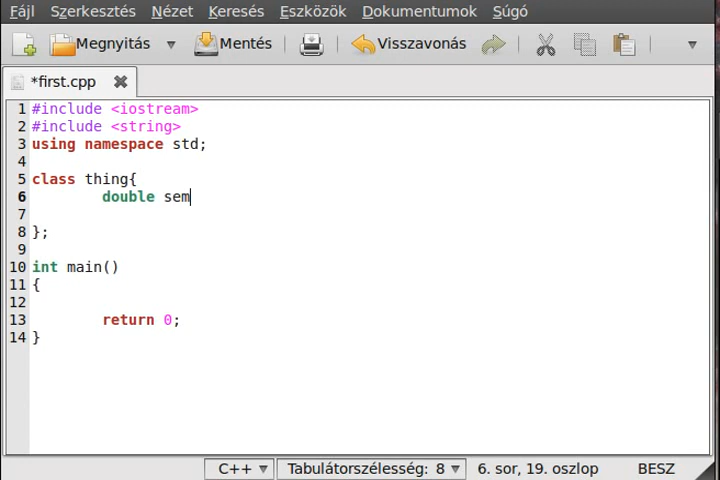 Fájl Szerkesztés Nézet Keresés Eszközök Dokumentumok Súgó
Megnyitás Mentés Visszavonás
*first.cpp
1 #include <iostream>
2 #include <string>
3 using namespace std;
4
5 class thing{
6 double sem
7
8 };
9
10 int main()
11 {
12
13 return 0;
14 }
C++ Tabulátorszélesség: 8 6. sor, 19. oszlop BESZ